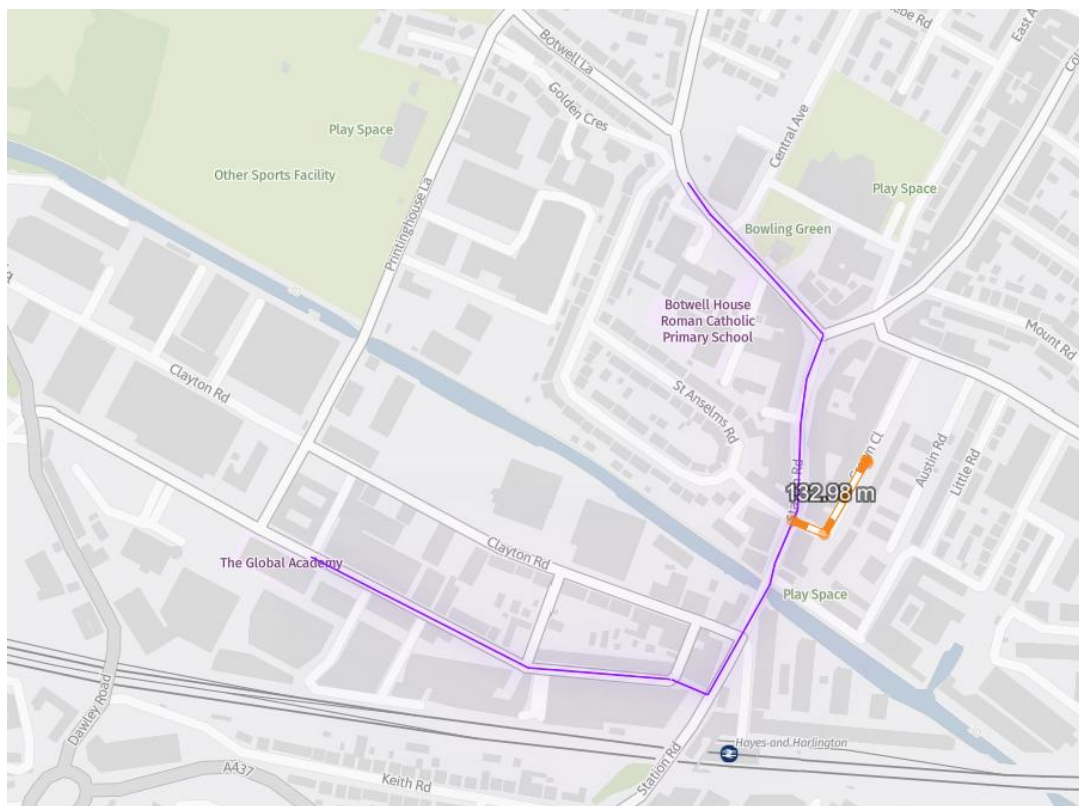 Botwell La
Golden Cres
Central Ave
East A
Play Space
Other Sports Facility
Play Space
Printinghouse La
Bowling Green
Botwell House
Roman Catholic
Primary School
Mount Rd
Clayton Rd
St Anselms Rd
Cl
Austin Rd
Little Rd
132.98 m
Rd
Clayton Rd
The Global Academy
Play Space
Dawley Road
Hayes and Harlington
A437
Keith Rd
Station Rd